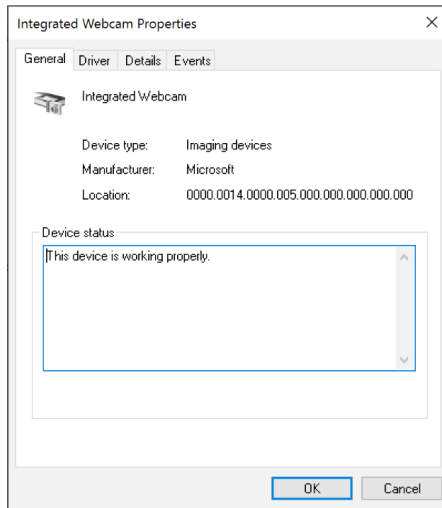 Integrated Webcam Properties
General Driver Details Events
Integrated Webcam
Device type: Imaging devices
Manufacturer: Microsoft
Location: 0000.0014.0000.005.000.000.000.000.000
Device status
This device is working properly.
OK Cancel